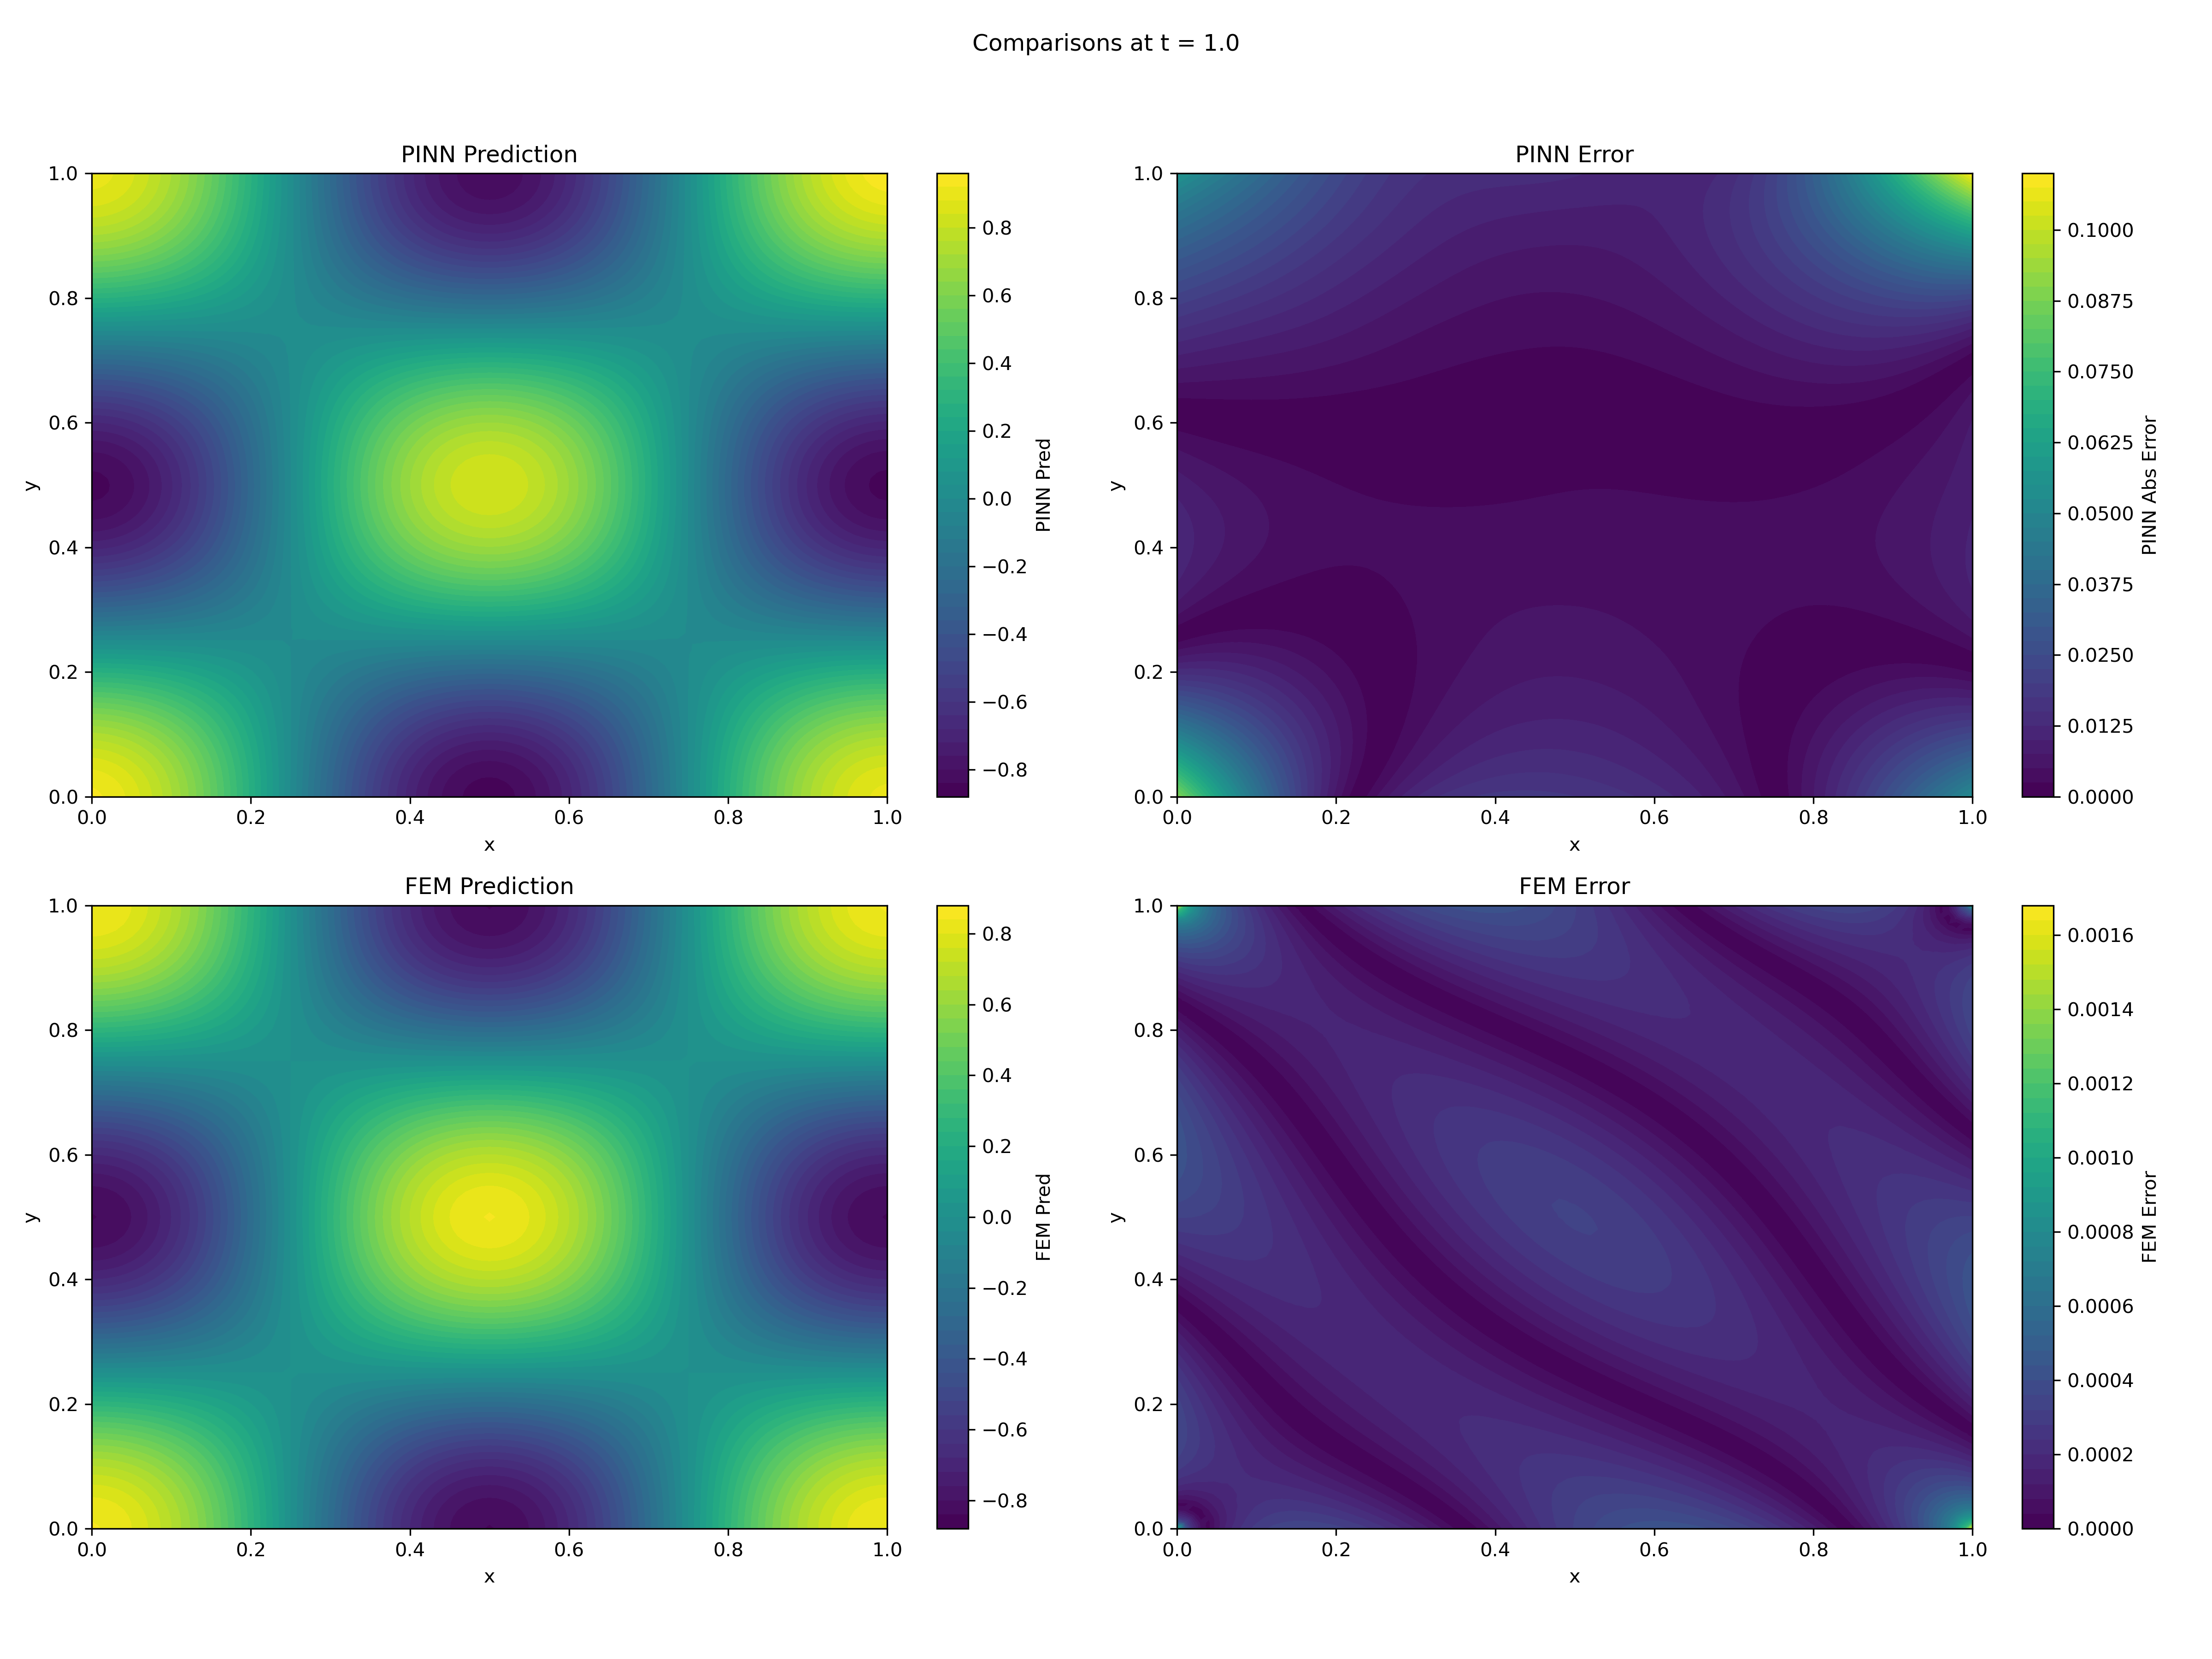 Comparisons at t = 1.0
PINN Prediction
1.0
0.8
0.6
0.4
0.2
0.0
y
0.0 0.2 0.4 0.6 0.8 1.0
x
0.8
0.6
0.4
0.2
0.0
−0.2
−0.4
−0.6
−0.8
PINN Pred
PINN Error
1.0
0.8
0.6
0.4
0.2
0.0
y
0.0 0.2 0.4 0.6 0.8 1.0
x
0.1000
0.0875
0.0750
0.0625
0.0500
0.0375
0.0250
0.0125
0.0000
PINN Abs Error
FEM Prediction
1.0
0.8
0.6
0.4
0.2
0.0
y
0.0 0.2 0.4 0.6 0.8 1.0
x
0.8
0.6
0.4
0.2
0.0
−0.2
−0.4
−0.6
−0.8
FEM Pred
FEM Error
1.0
0.8
0.6
0.4
0.2
0.0
y
0.0 0.2 0.4 0.6 0.8 1.0
x
0.0016
0.0014
0.0012
0.0010
0.0008
0.0006
0.0004
0.0002
0.0000
FEM Error